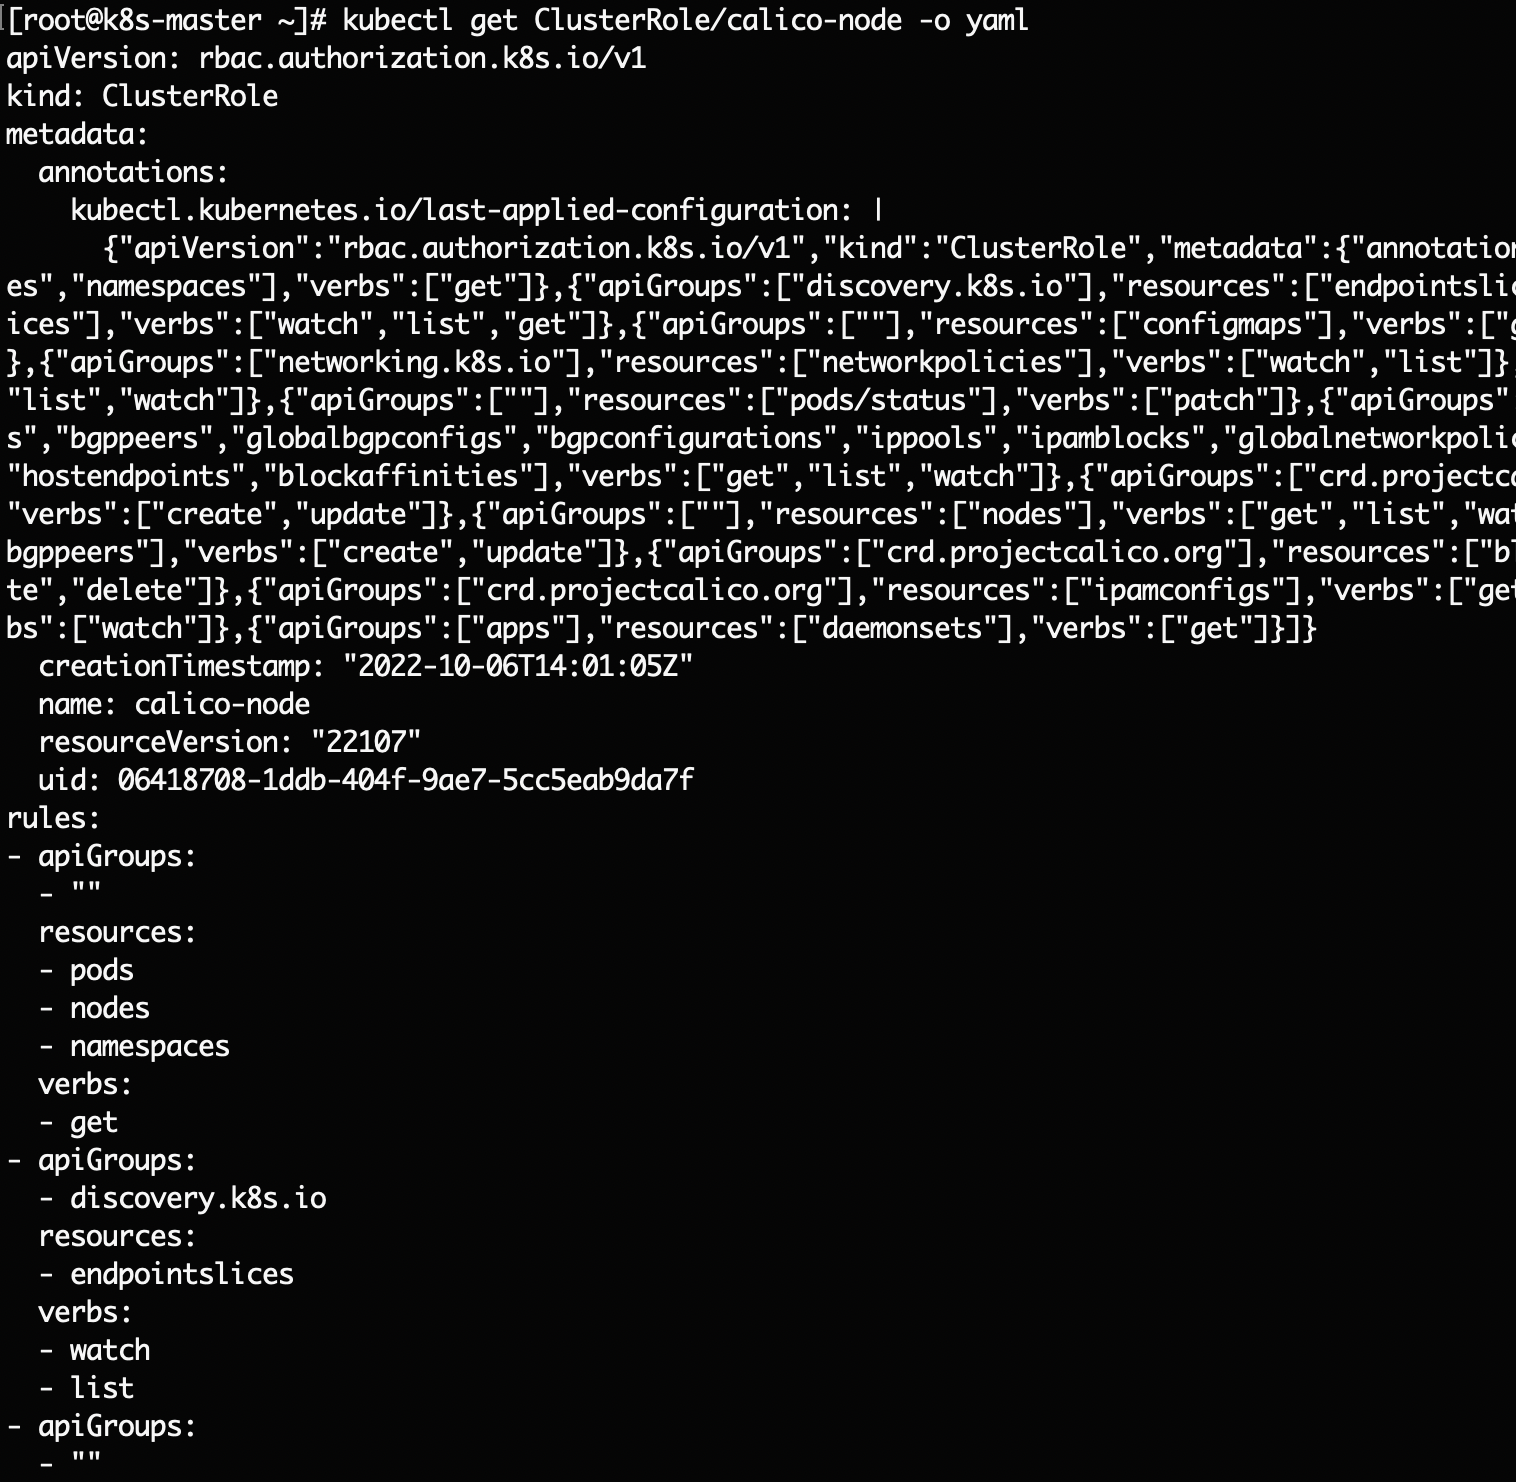 [root@k8s-master ~]# kubectl get ClusterRole/calico-node -o yaml
apiVersion: rbac.authorization.k8s.io/v1
kind: ClusterRole
metadata:
  annotations:
    kubectl.kubernetes.io/last-applied-configuration: |
      {"apiVersion":"rbac.authorization.k8s.io/v1","kind":"ClusterRole","metadata":{"annotation
es","namespaces"],"verbs":["get"]},{"apiGroups":["discovery.k8s.io"],"resources":["endpointslic
ices"],"verbs":["watch","list","get"]},{"apiGroups":[""],"resources":["configmaps"],"verbs":["g
},{"apiGroups":["networking.k8s.io"],"resources":["networkpolicies"],"verbs":["watch","list"]},
"list","watch"]},{"apiGroups":[""],"resources":["pods/status"],"verbs":["patch"]},{"apiGroups"
s","bgppeers","globalbgpconfigs","bgpconfigurations","ippools","ipamblocks","globalnetworkpolic
"hostendpoints","blockaffinities"],"verbs":["get","list","watch"]},{"apiGroups":["crd.projectca
"verbs":["create","update"]},{"apiGroups":[""],"resources":["nodes"],"verbs":["get","list","wat
bgppeers"],"verbs":["create","update"]},{"apiGroups":["crd.projectcalico.org"],"resources":["bl
te","delete"]},{"apiGroups":["crd.projectcalico.org"],"resources":["ipamconfigs"],"verbs":["get
bs":["watch"]},{"apiGroups":["apps"],"resources":["daemonsets"],"verbs":["get"]}]}
  creationTimestamp: "2022-10-06T14:01:05Z"
  name: calico-node
  resourceVersion: "22107"
  uid: 06418708-1ddb-404f-9ae7-5cc5eab9da7f
rules:
- apiGroups:
  - ""
  resources:
  - pods
  - nodes
  - namespaces
  verbs:
  - get
- apiGroups:
  - discovery.k8s.io
  resources:
  - endpointslices
  verbs:
  - watch
  - list
- apiGroups:
  - ""